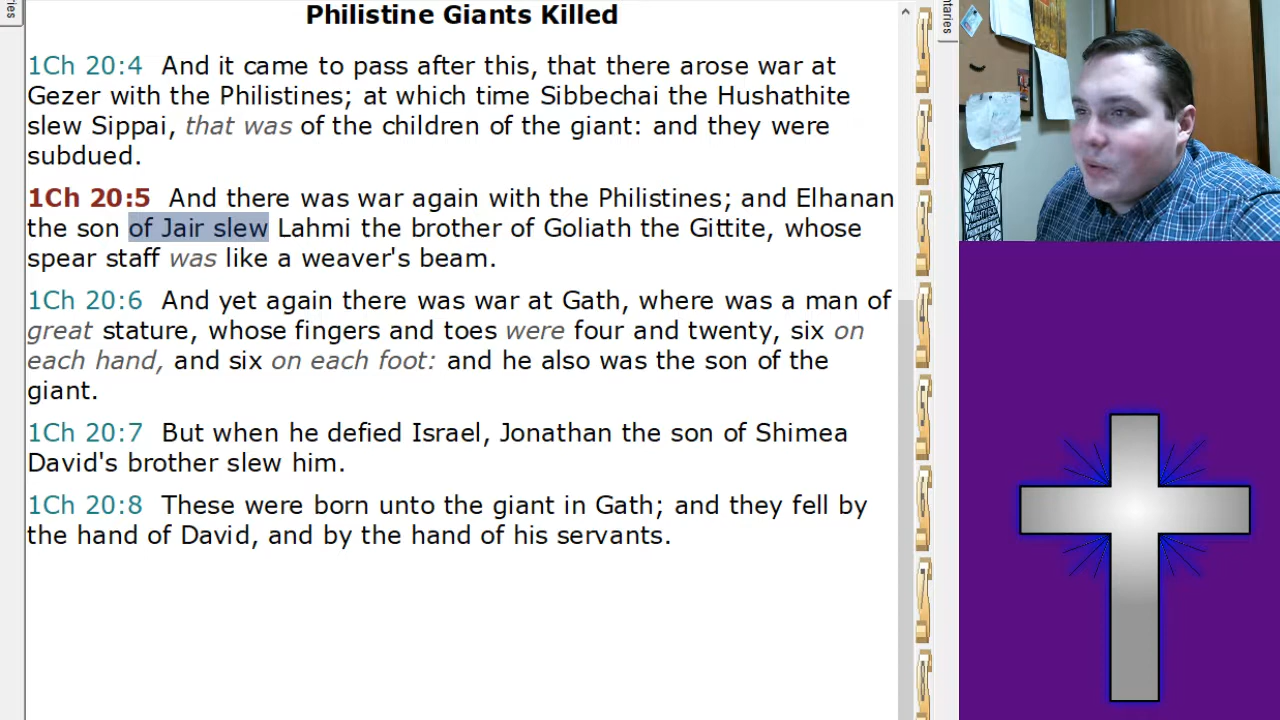 Philistine Giants Killed
1Ch 20:4 And it came to pass after this, that there arose war at
Gezer with the Philistines; at which time Sibbechai the Hushathite
slew Sippai, that was of the children of the giant: and they were
subdued.
1Ch 20:5 And there was war again with the Philistines; and Elhanan
the son of Jair slew Lahmi the brother of Goliath the Gittite, whose
spear staff was like a weaver's beam.
1Ch 20:6 And yet again there was war at Gath, where was a man of
great stature, whose fingers and toes were four and twenty, six on
each hand, and six on each foot: and he also was the son of the
giant.
1Ch 20:7 But when he defied Israel, Jonathan the son of Shimea
David's brother slew him.
1Ch 20:8 These were born unto the giant in Gath; and they fell by
the hand of David, and by the hand of his servants.